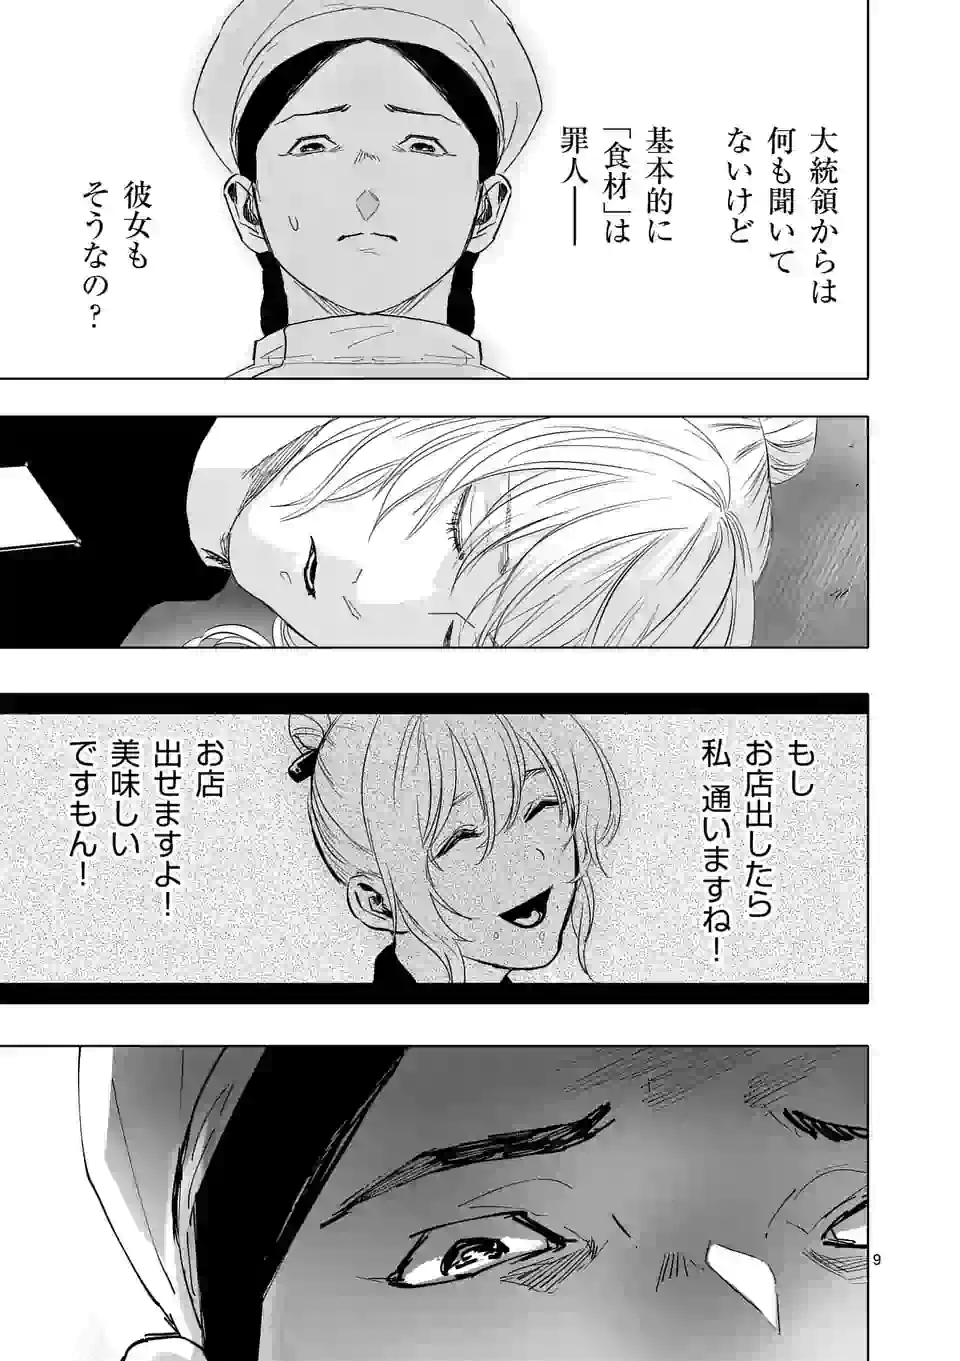 大統領からは
何も聞いて
ないけど
基本的に
「食材」は
罪人――
彼女も
そうなの？
もし
お店出したら
私 通いますね！
お店
出せますよ！
美味しい
ですもん！
9